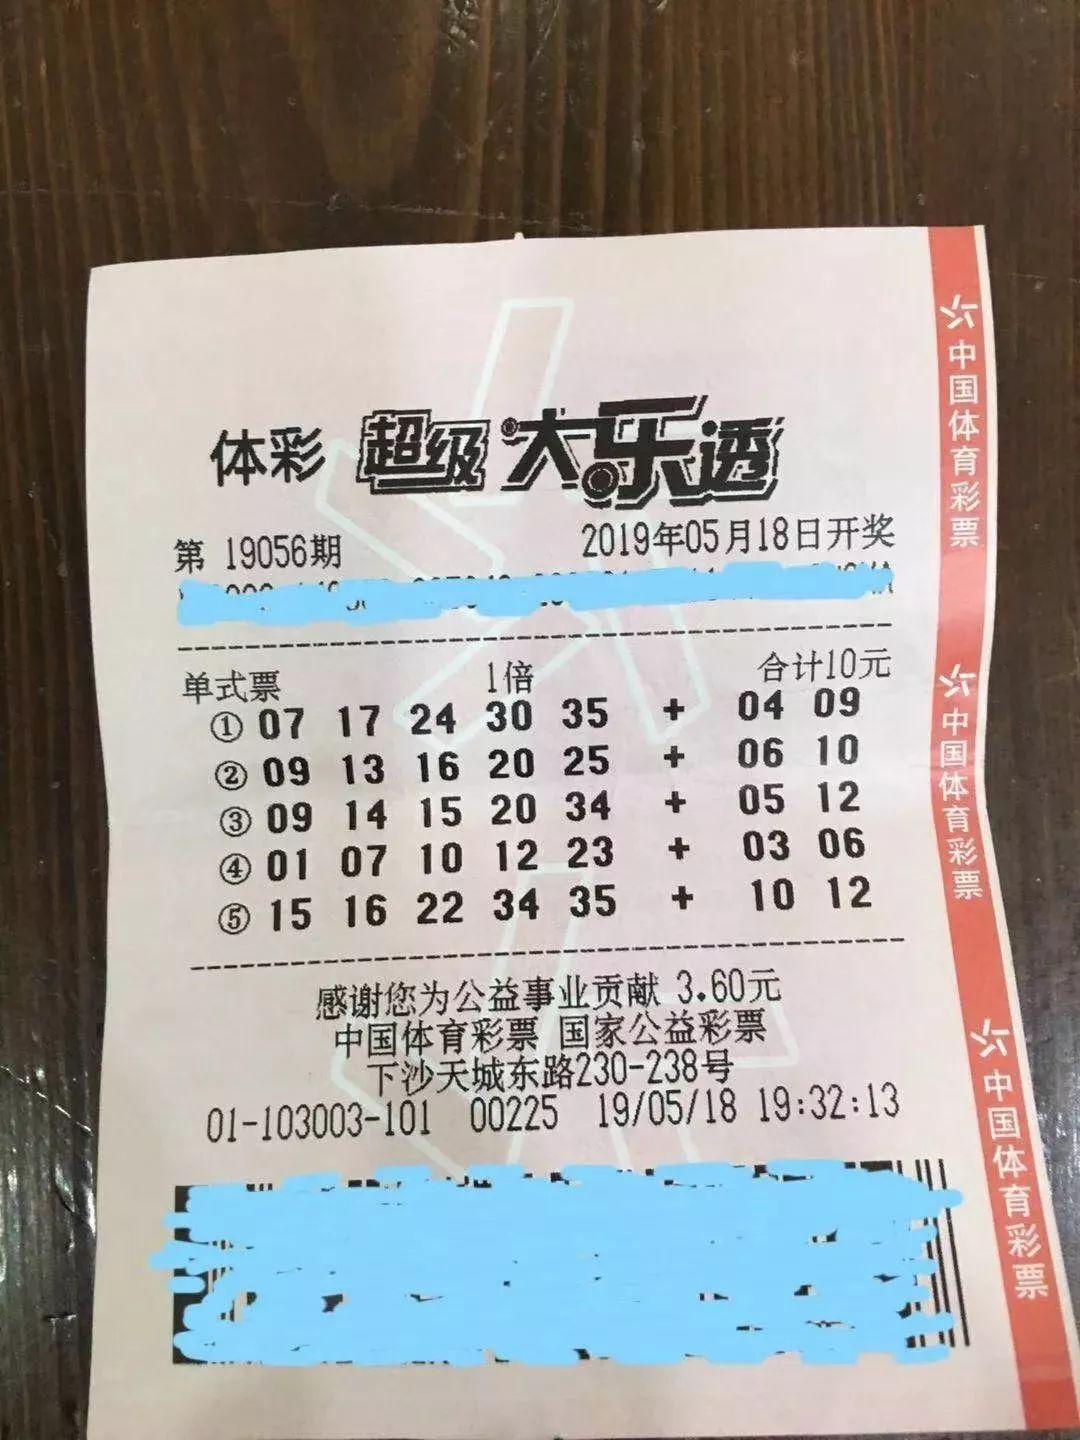 体彩 超级大乐透
第 19056期 2019年05月18日开奖
单式票 1倍 合计10元
① 07 17 24 30 35 + 04 09
② 09 13 16 20 25 + 06 10
③ 09 14 15 20 34 + 05 12
④ 01 07 10 12 23 + 03 06
⑤ 15 16 22 34 35 + 10 12
感谢您为公益事业贡献 3.60元
中国体育彩票 国家公益彩票
下沙天城东路230-238号
01-103003-101 00225 19/05/18 19:32:13
中国体育彩票
中国体育彩票
中国体育彩票